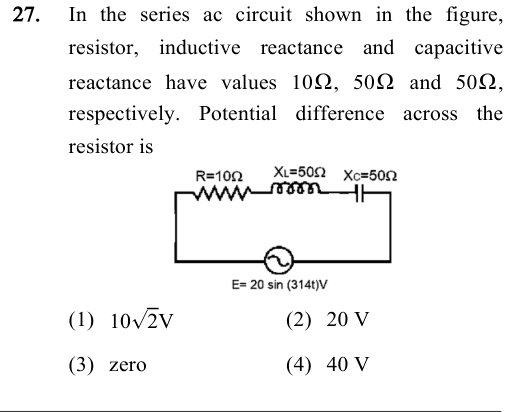 27. In the series ac circuit shown in the figure,
resistor, inductive reactance and capacitive
reactance have values 10Ω, 50Ω and 50Ω,
respectively. Potential difference across the
resistor is
R=10Ω XL=50Ω XC=50Ω
E= 20 sin (314t)V
(1) 10√2V (2) 20 V
(3) zero (4) 40 V